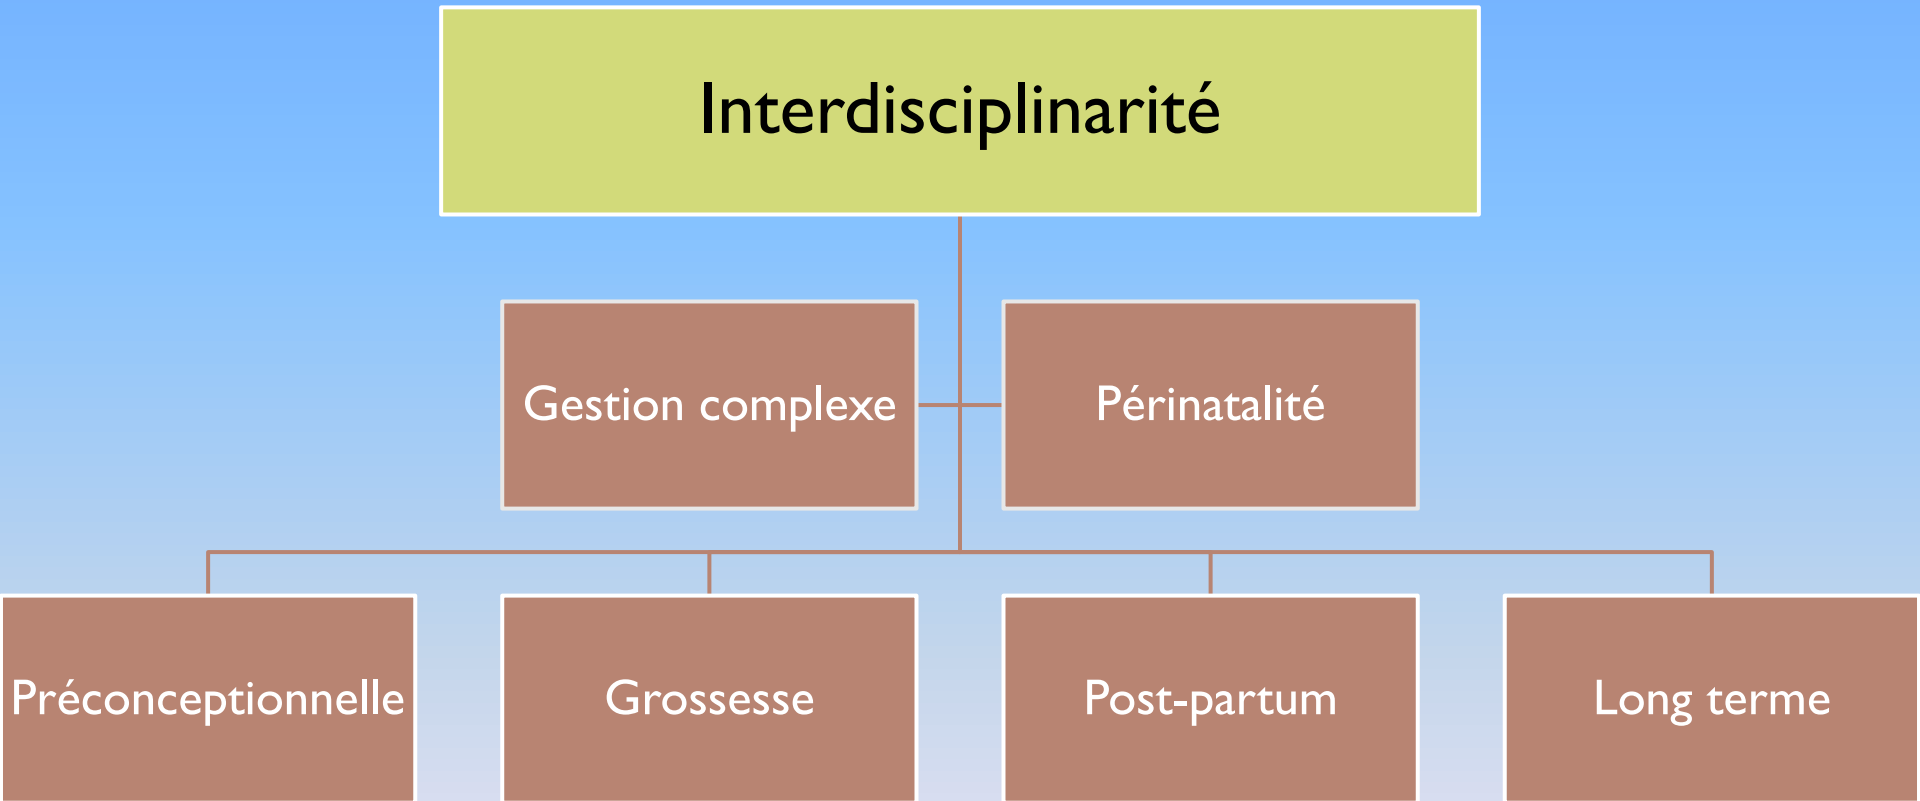 Interdisciplinarité
Gestion complexe
Périnatalité
Préconceptionnelle
Grossesse
Post-partum
Long terme